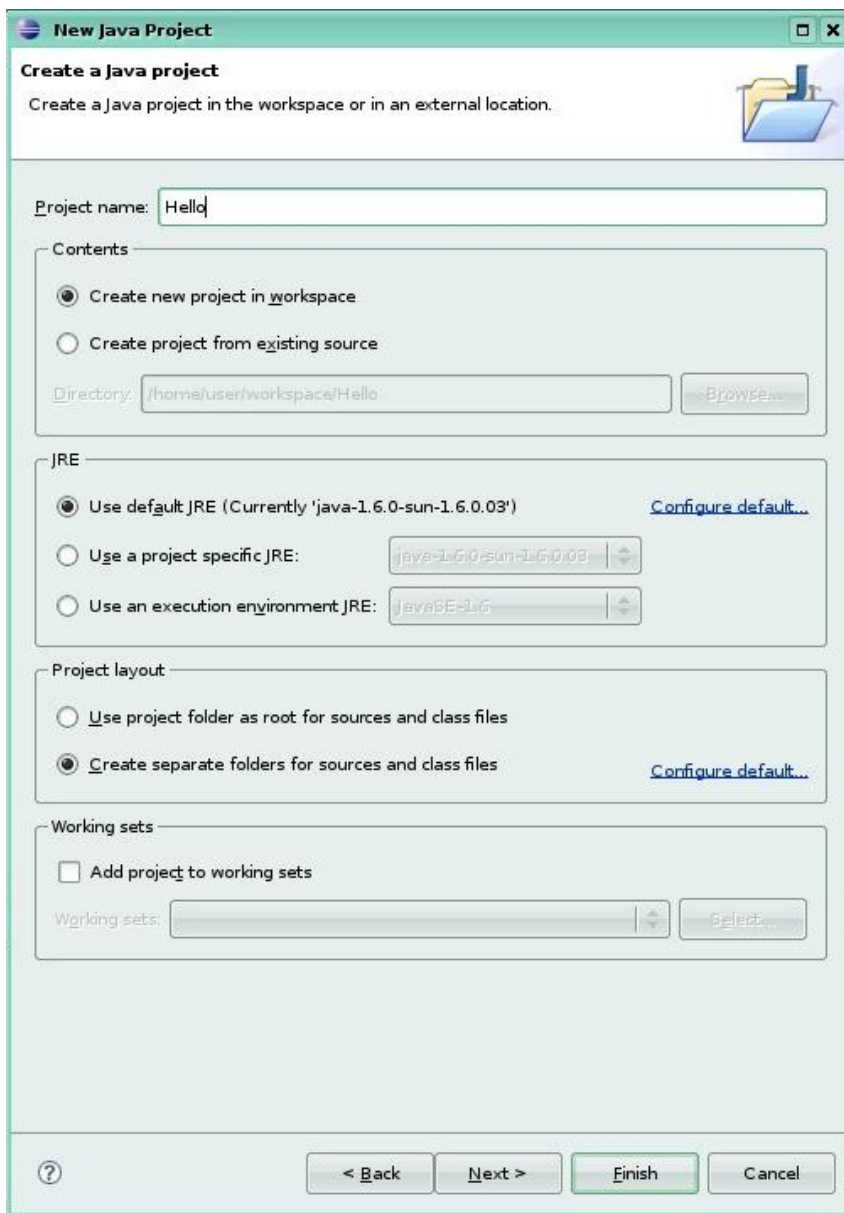 New Java Project
Create a Java project
Create a Java project in the workspace or in an external location.
Project name: Hello
Contents
Create new project in workspace
Create project from existing source
Directory: /home/user/workspace/Hello Browse...
JRE
Use default JRE (Currently 'java-1.6.0-sun-1.6.0.03') Configure default...
Use a project specific JRE: java-1.6.0-sun-1.6.0.03
Use an execution environment JRE: JavaSE-1.6
Project layout
Use project folder as root for sources and class files
Create separate folders for sources and class files Configure default...
Working sets
Add project to working sets
Working sets: Select...
< Back Next > Finish Cancel